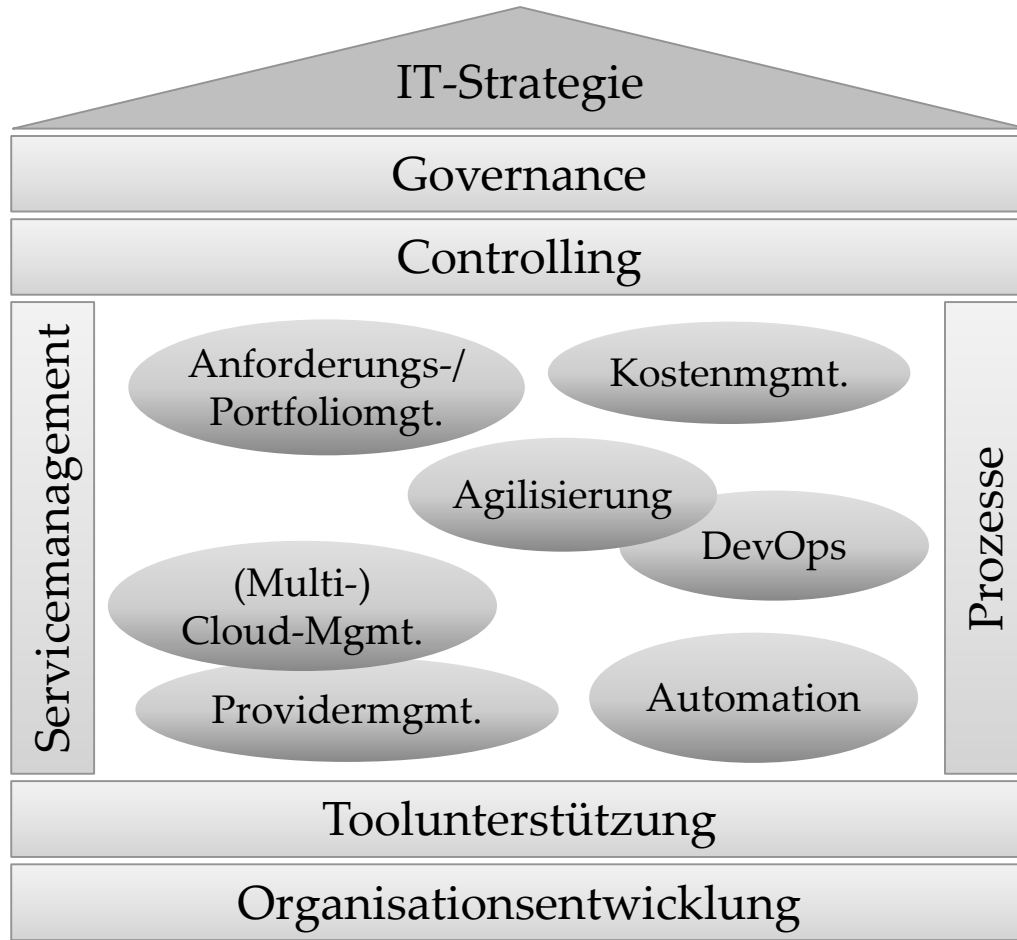 IT-Strategie
Governance
Controlling
Servicemanagement
Anforderungs-/
Portfoliomgt.
Kostenmgmt.
Agilisierung
DevOps
(Multi-)
Cloud-Mgmt.
Providermgmt.
Automation
Prozesse
Toolunterstützung
Organisationsentwicklung